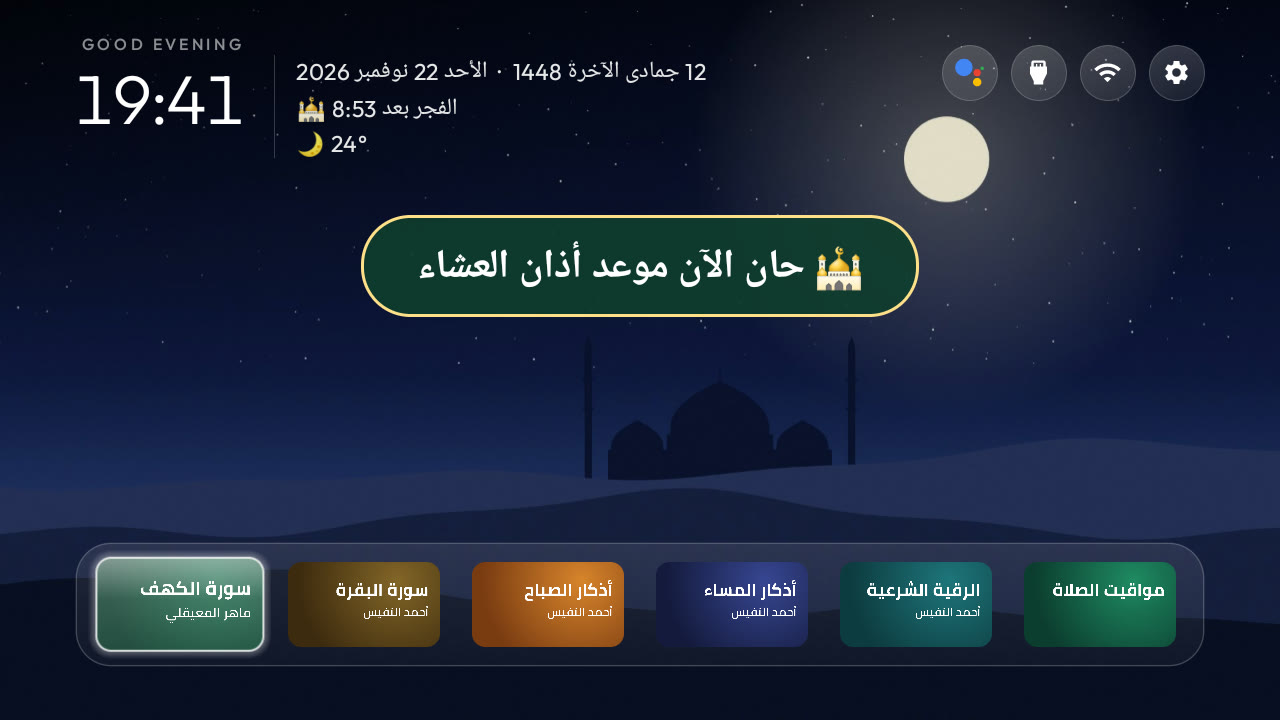 GOOD EVENING
19:41
12 جمادى الآخرة 1448 · الأحد 22 نوفمبر 2026
الفجر بعد 8:53
24°
حان الآن موعد أذان العشاء
مواقيت الصلاة
الرقية الشرعية
أحمد النفيس
أذكار المساء
أحمد النفيس
أذكار الصباح
أحمد النفيس
سورة البقرة
أحمد النفيس
سورة الكهف
ماهر المعيقلي